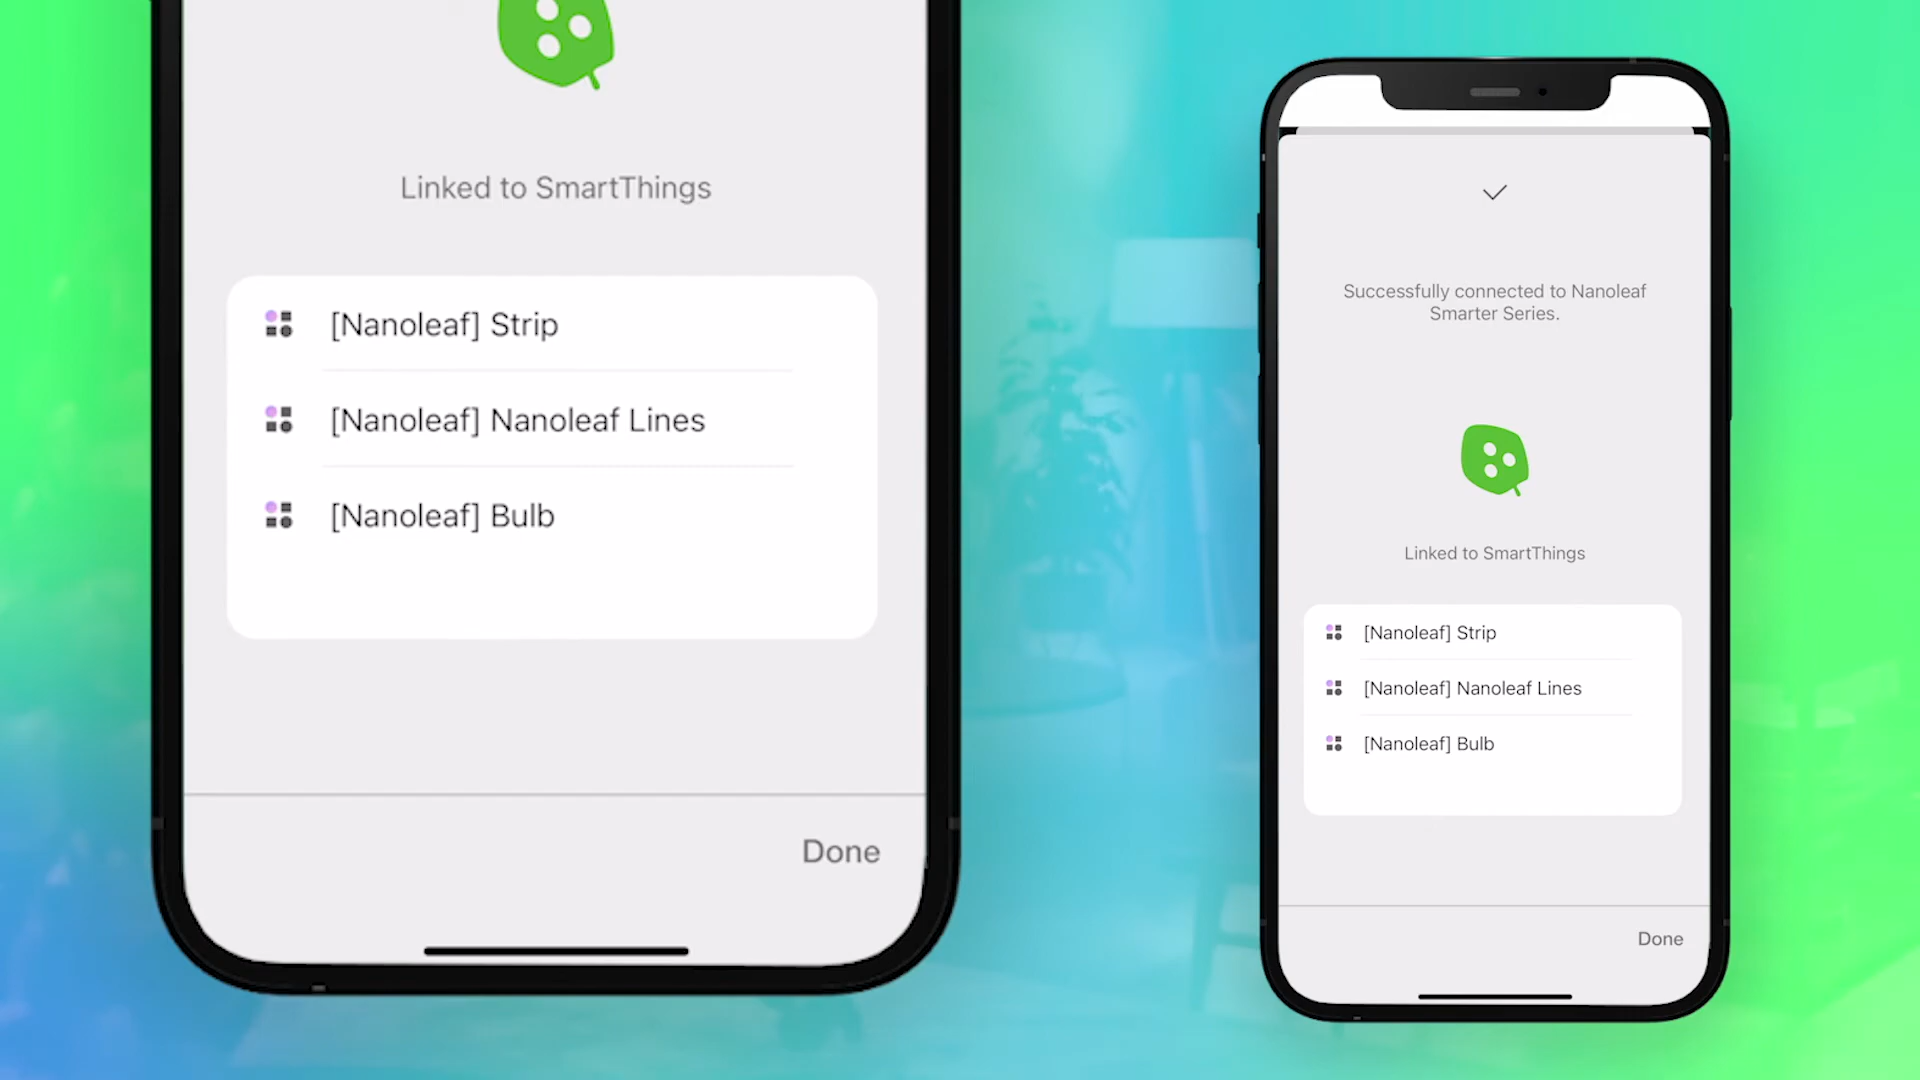 Linked to SmartThings
[Nanoleaf] Strip
[Nanoleaf] Nanoleaf Lines
[Nanoleaf] Bulb
Done
Successfully connected to Nanoleaf
Smarter Series.
Linked to SmartThings
[Nanoleaf] Strip
[Nanoleaf] Nanoleaf Lines
[Nanoleaf] Bulb
Done